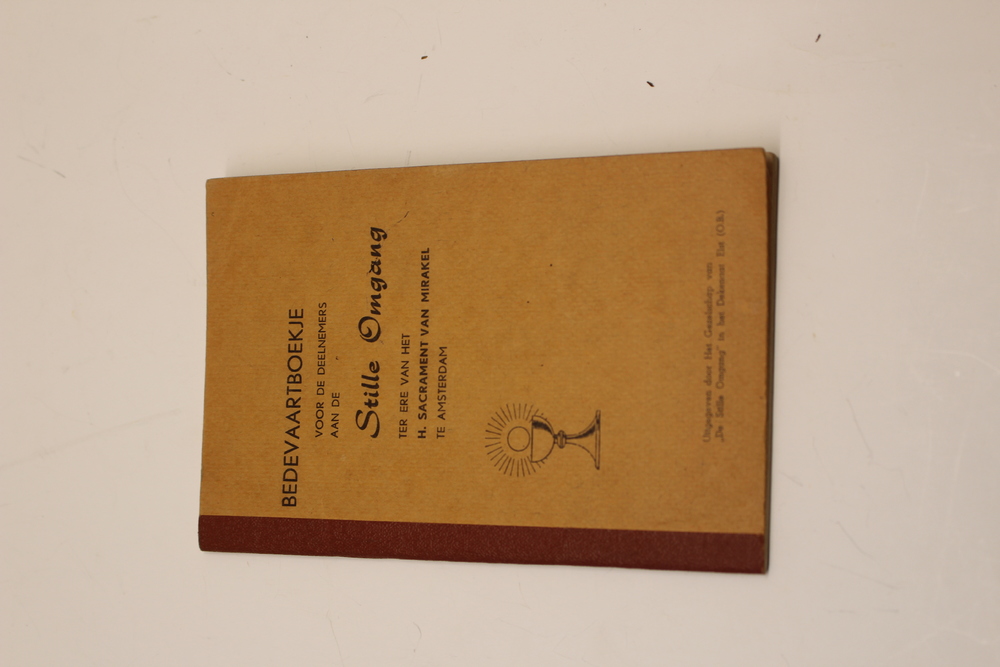 BEDEVAARTBOEKJE
VOOR DE DEELNEMERS
AAN DE
Stille Omgang
TER ERE VAN HET
H. SACRAMENT VAN MIRAKEL
TE AMSTERDAM
Uitgegeven door Het Gezelschap van
„De Stille Omgang" in het Dekenaat Elst (O.B.)